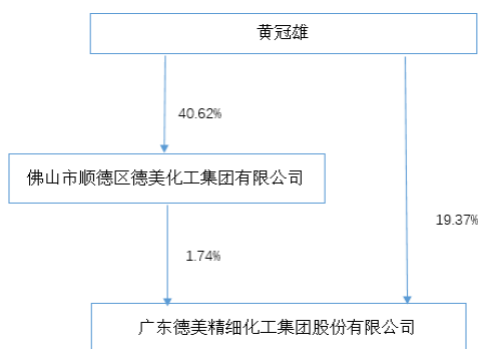 黄冠雄
40.62%
佛山市顺德区德美化工集团有限公司
19.37%
1.74%
广东德美精细化工集团股份有限公司